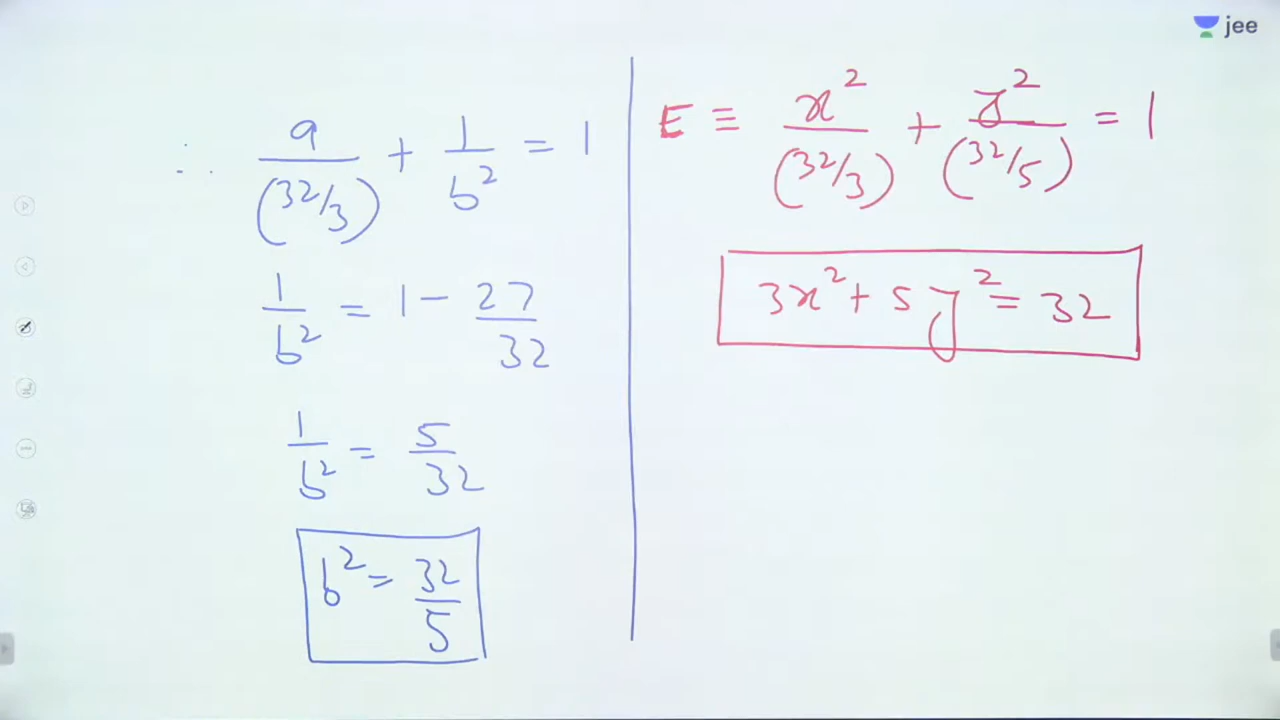 jee
∴ 9/(32/3) + 1/b² = 1
1/b² = 1 - 27/32
1/b² = 5/32
b² = 32/5
E ≡ x²/(32/3) + y²/(32/5) = 1
3x² + 5y² = 32